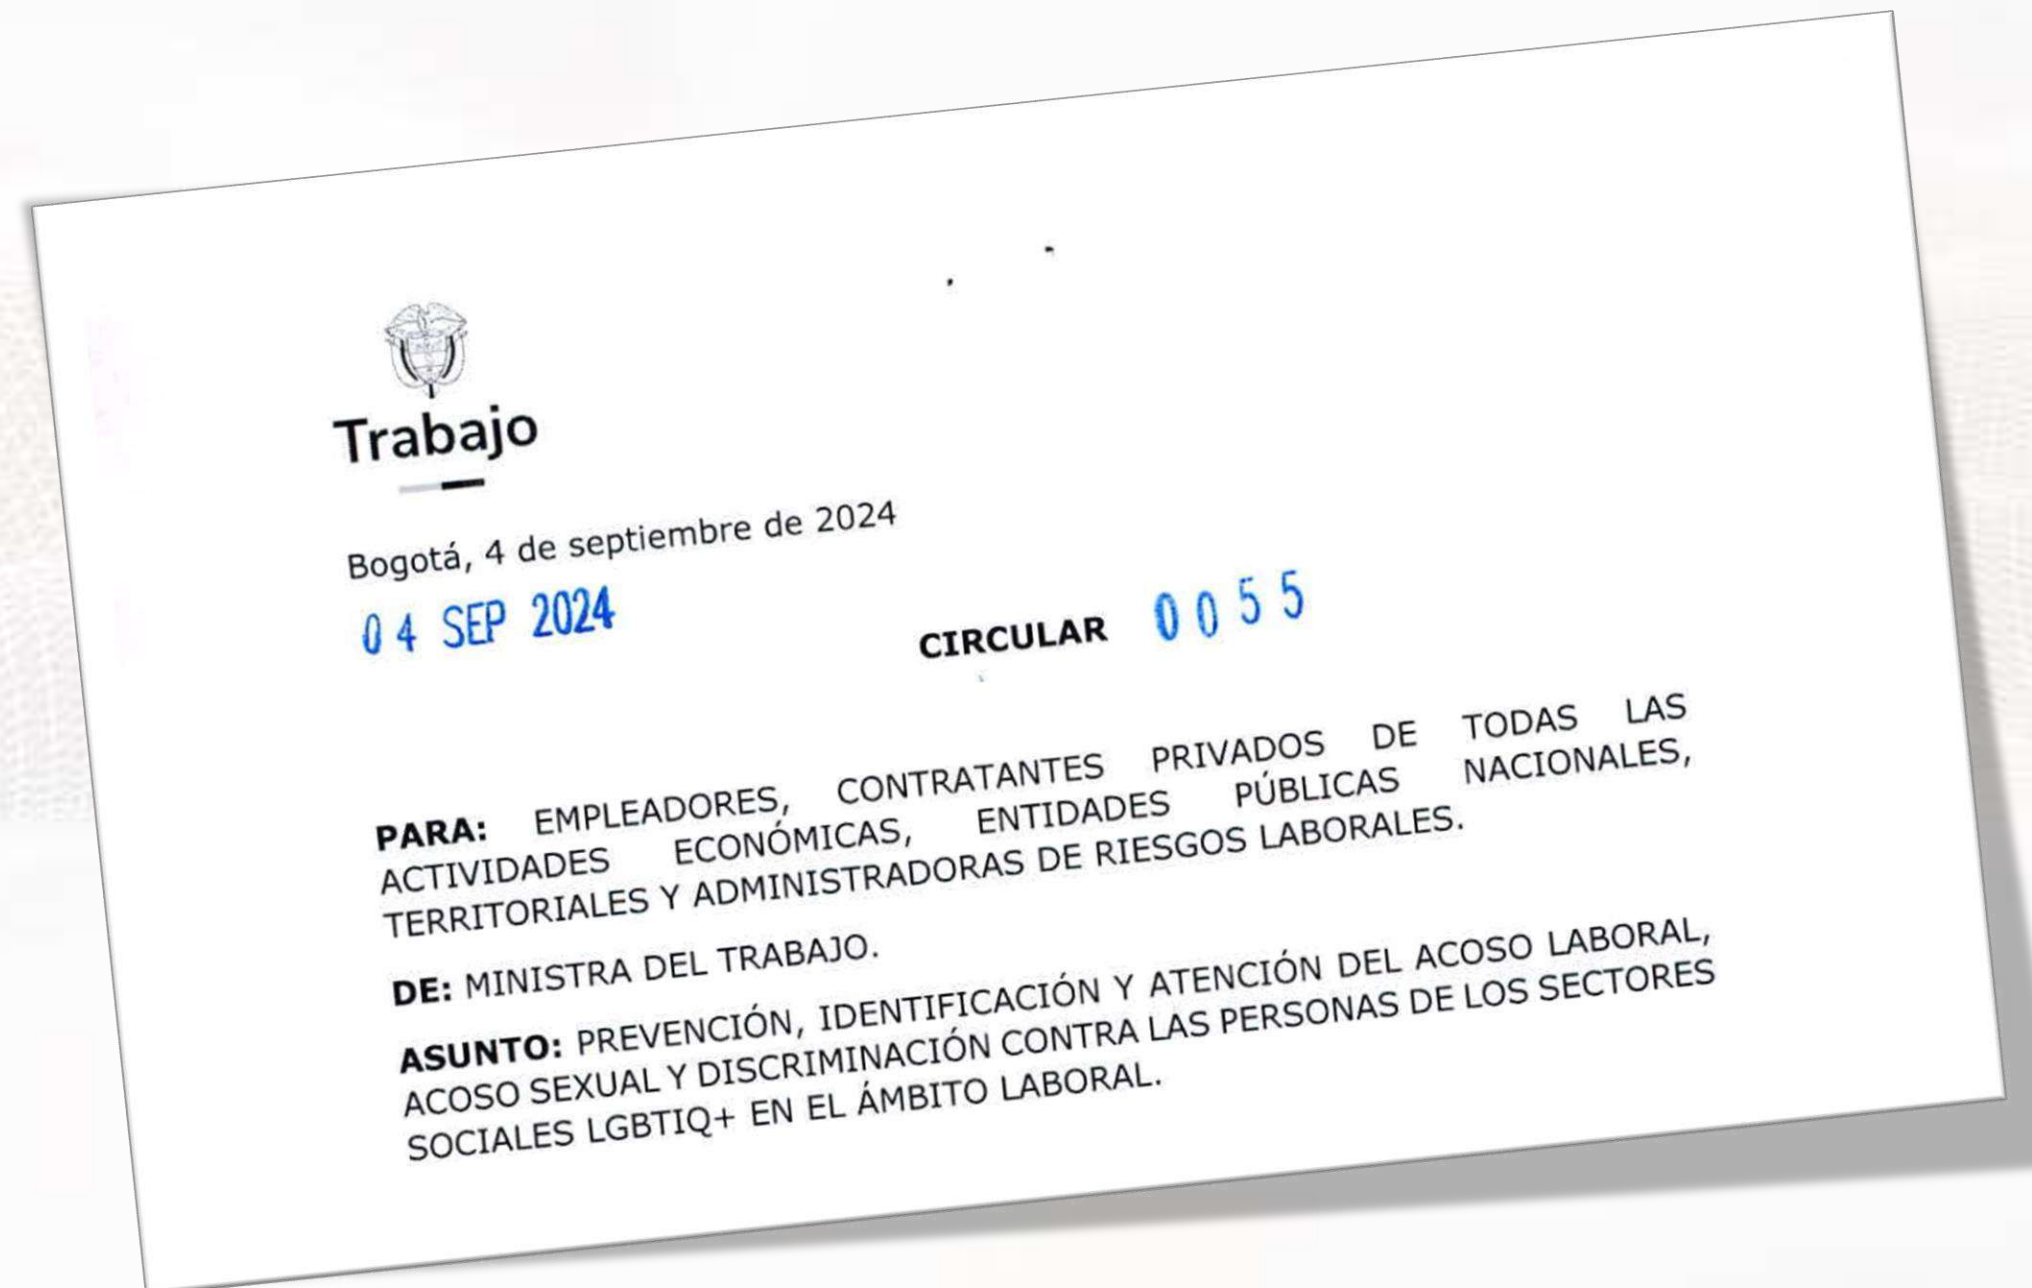 Trabajo
Bogotá, 4 de septiembre de 2024
04 SEP 2024
CIRCULAR 0055
PARA: EMPLEADORES, CONTRATANTES PRIVADOS DE TODAS LAS
ACTIVIDADES ECONÓMICAS, ENTIDADES PÚBLICAS NACIONALES,
TERRITORIALES Y ADMINISTRADORAS DE RIESGOS LABORALES.
DE: MINISTRA DEL TRABAJO.
ASUNTO: PREVENCIÓN, IDENTIFICACIÓN Y ATENCIÓN DEL ACOSO LABORAL,
ACOSO SEXUAL Y DISCRIMINACIÓN CONTRA LAS PERSONAS DE LOS SECTORES
SOCIALES LGBTIQ+ EN EL ÁMBITO LABORAL.